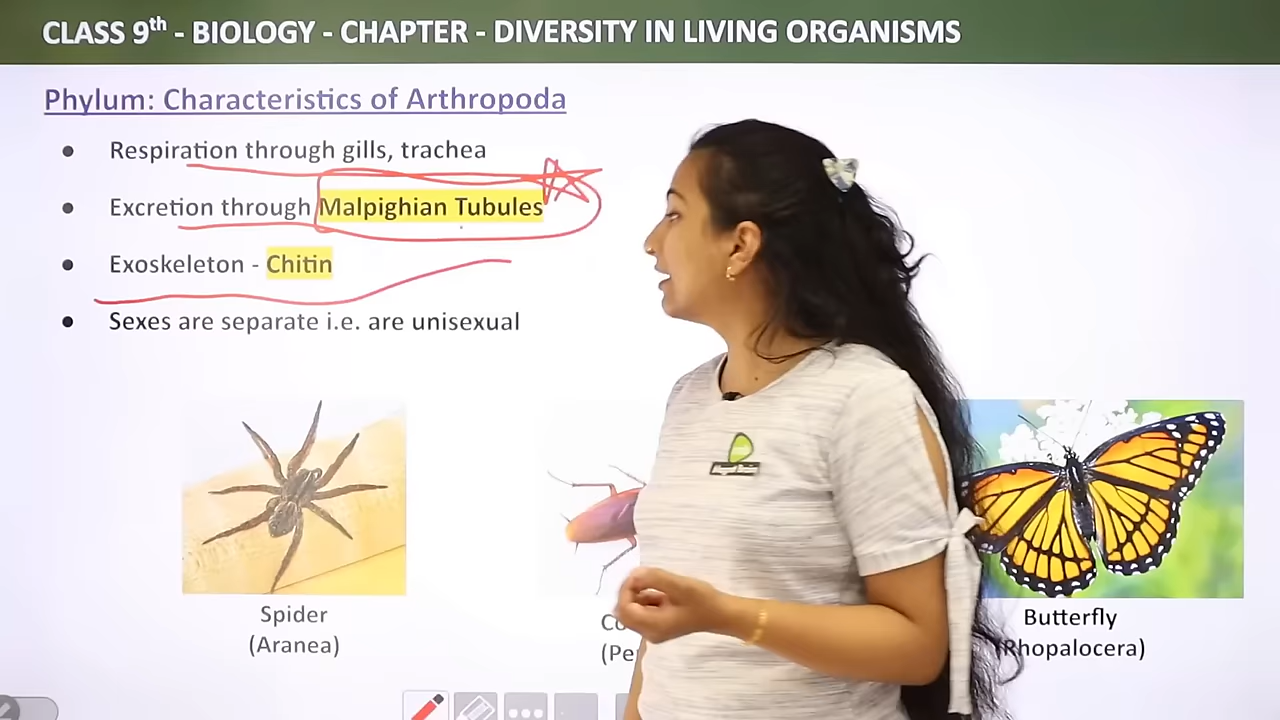 CLASS 9th - BIOLOGY - CHAPTER - DIVERSITY IN LIVING ORGANISMS
Phylum: Characteristics of Arthropoda
• Respiration through gills, trachea
• Excretion through Malpighian Tubules
• Exoskeleton - Chitin
• Sexes are separate i.e. are unisexual
Spider
(Aranea)
Butterfly
(Rhopalocera)